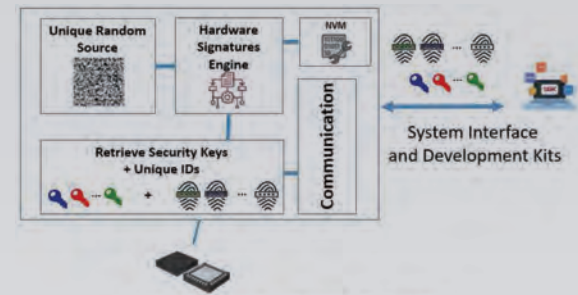 Unique Random
Source
Hardware
Signatures
Engine
NVM
Retrieve Security Keys
+ Unique IDs
+
Communication
System Interface
and Development Kits